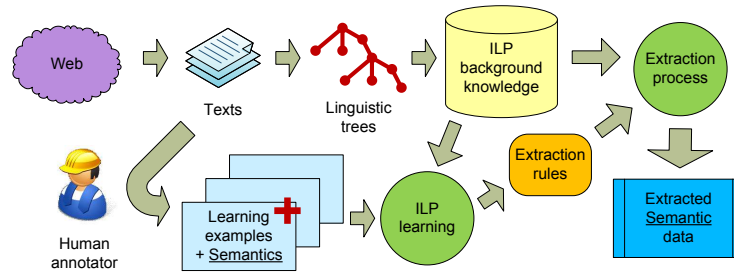 Web
Texts
Linguistic
trees
ILP
background
knowledge
Extraction
process
Human
annotator
Learning
examples
+ Semantics
ILP
learning
Extraction
rules
Extracted
Semantic
data